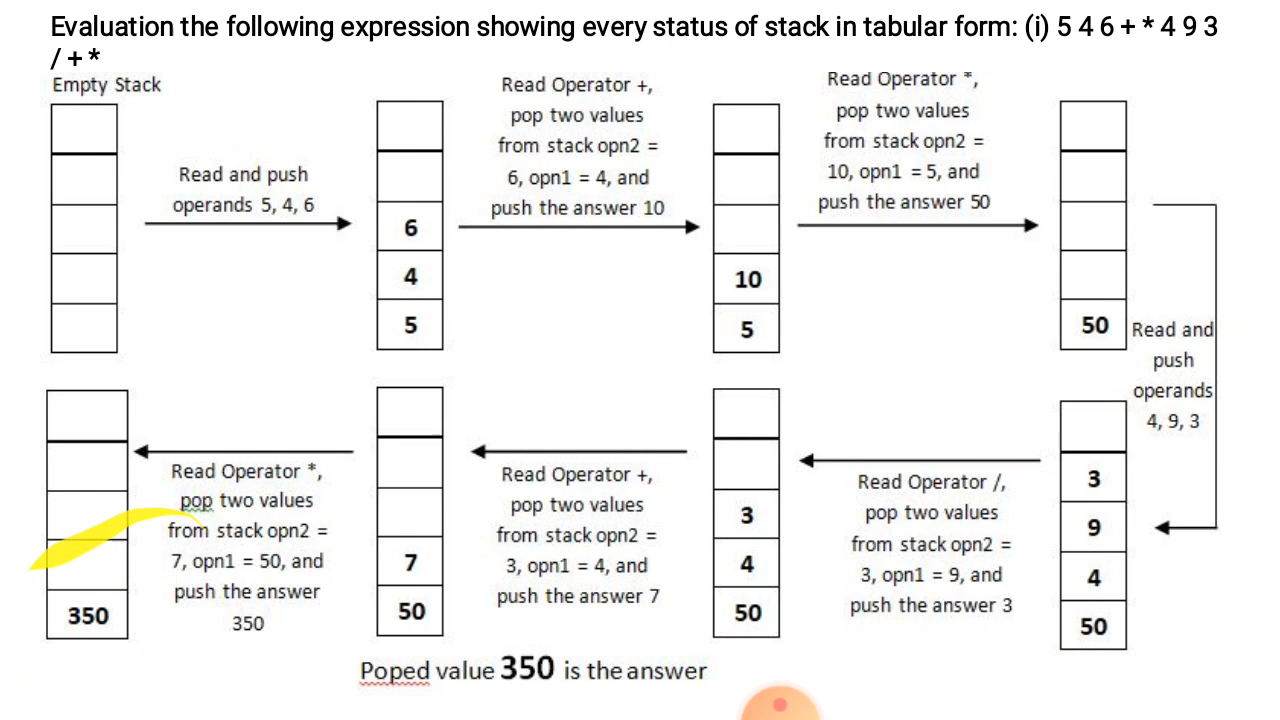 Evaluation the following expression showing every status of stack in tabular form: (i) 5 4 6 + * 4 9 3
/ + *
Empty Stack
Read and push
operands 5, 4, 6
6
4
5
Read Operator +,
pop two values
from stack opn2 =
6, opn1 = 4, and
push the answer 10
10
5
Read Operator *,
pop two values
from stack opn2 =
10, opn1 = 5, and
push the answer 50
50
Read and
push
operands
4, 9, 3
3
9
4
50
Read Operator /,
pop two values
from stack opn2 =
3, opn1 = 9, and
push the answer 3
3
4
50
Read Operator +,
pop two values
from stack opn2 =
3, opn1 = 4, and
push the answer 7
7
50
Read Operator *,
pop two values
from stack opn2 =
7, opn1 = 50, and
push the answer
350
350
Poped value 350 is the answer